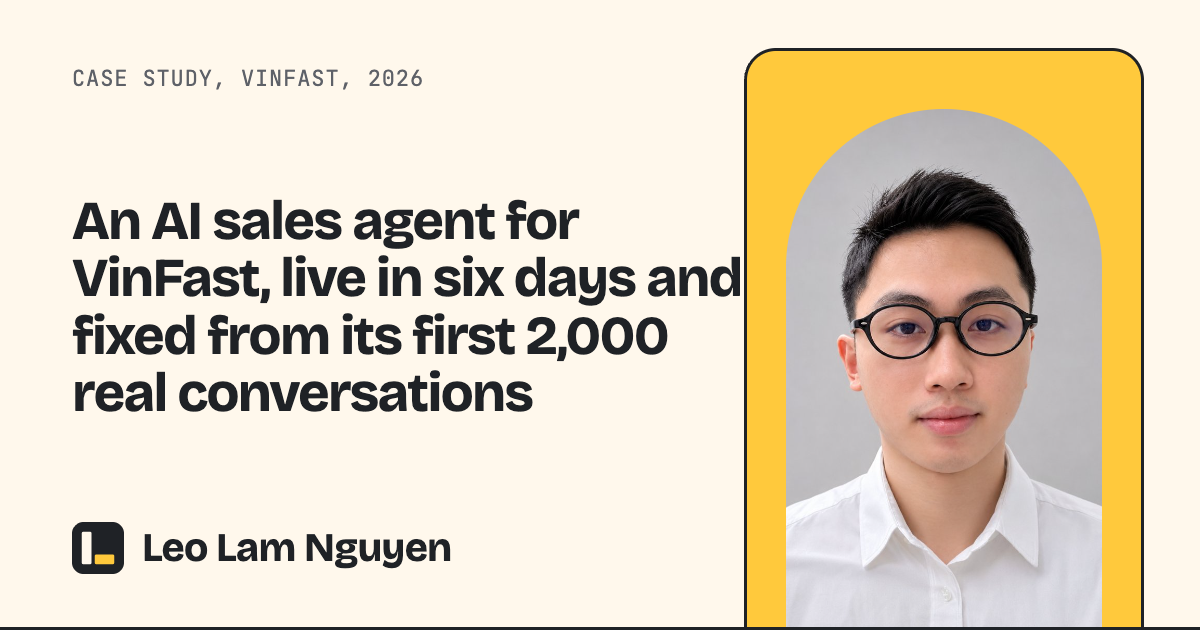 CASE STUDY, VINFAST, 2026
An AI sales agent for
VinFast, live in six days and
fixed from its first 2,000
real conversations
Leo Lam Nguyen